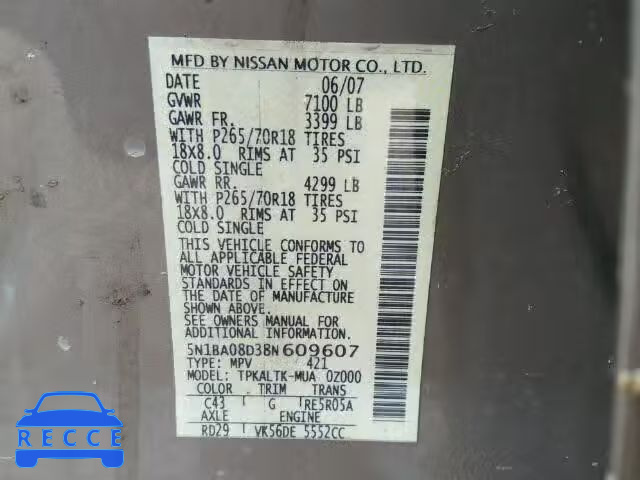 MFD BY NISSAN MOTOR CO., LTD.
DATE 06/07
GVWR 7100 LB
GAWR FR. 3399 LB
WITH P265/70R18 TIRES
18X8.0 RIMS AT 35 PSI
COLD SINGLE
GAWR RR. 4299 LB
WITH P265/70R18 TIRES
18X8.0 RIMS AT 35 PSI
COLD SINGLE
THIS VEHICLE CONFORMS TO
ALL APPLICABLE FEDERAL
MOTOR VEHICLE SAFETY
STANDARDS IN EFFECT ON
THE DATE OF MANUFACTURE
SHOWN ABOVE.
SEE OWNERS MANUAL FOR
ADDITIONAL INFORMATION.
5N1BA08D38N609607
TYPE: MPV 421
MODEL: TPKALTK-MUA 0Z000
COLOR TRIM TRANS
C43 G RE5R05A
AXLE ENGINE
RD29 VK56DE 5552CC
RECCE